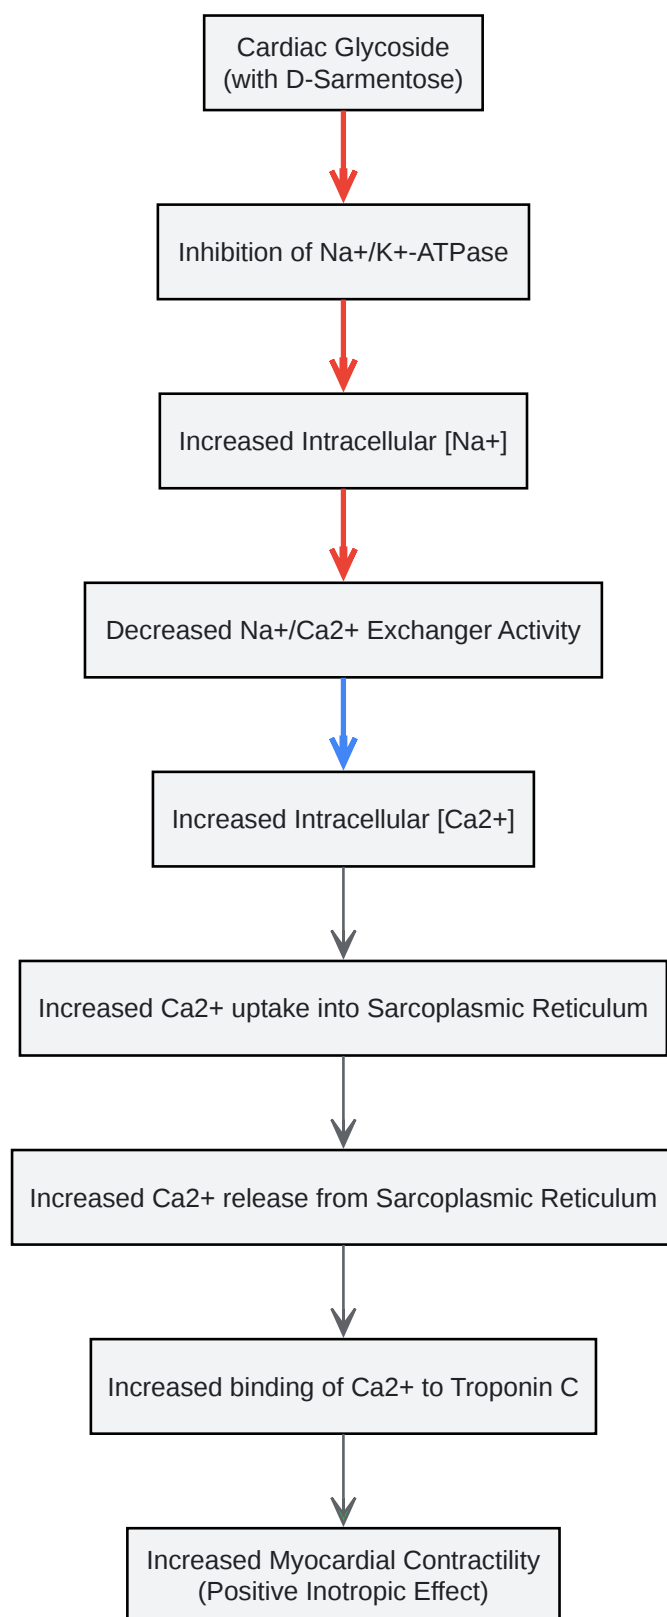 Cardiac Glycoside
(with D-Sarmentose)
Inhibition of Na+/K+-ATPase
Increased Intracellular [Na+]
Decreased Na+/Ca2+ Exchanger Activity
Increased Intracellular [Ca2+]
Increased Ca2+ uptake into Sarcoplasmic Reticulum
Increased Ca2+ release from Sarcoplasmic Reticulum
Increased binding of Ca2+ to Troponin C
Increased Myocardial Contractility
(Positive Inotropic Effect)